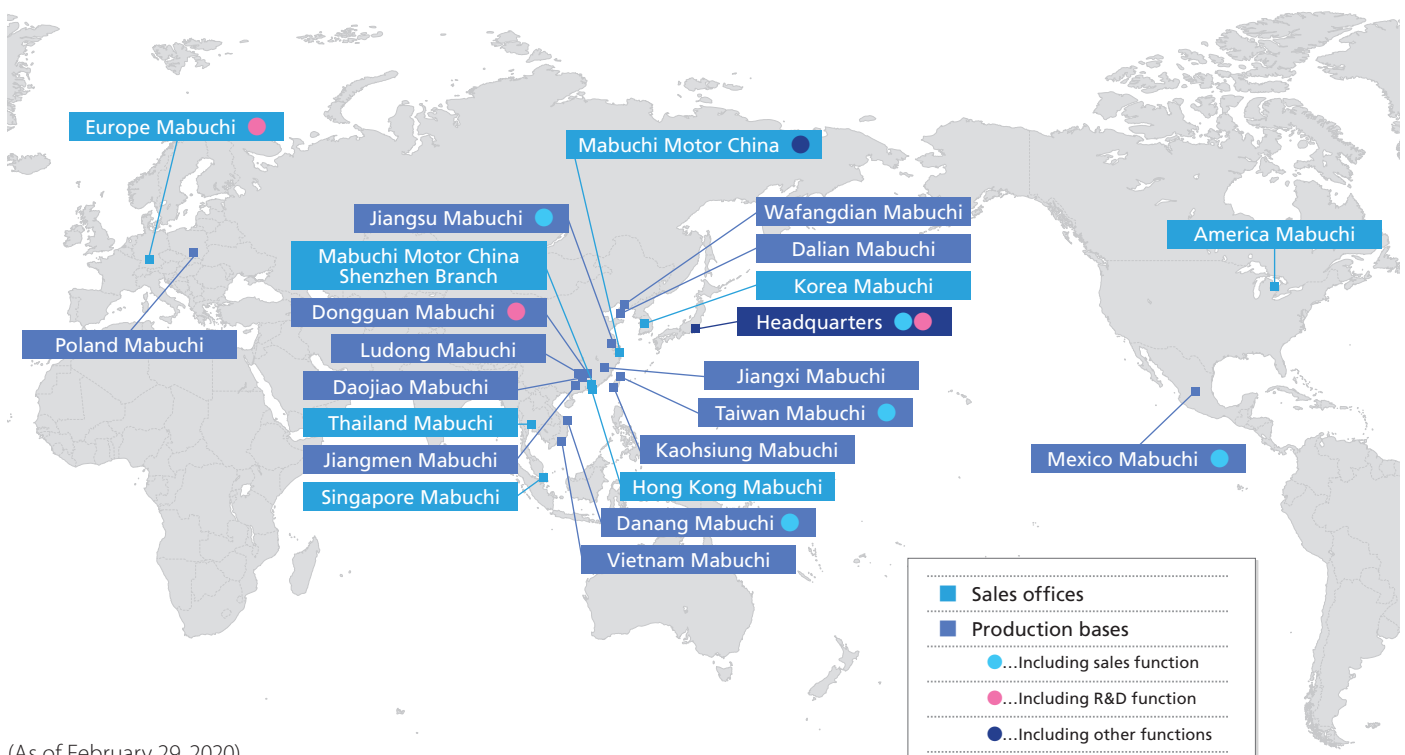 Europe Mabuchi
Mabuchi Motor China
Jiangsu Mabuchi
Wafangdian Mabuchi
America Mabuchi
Dalian Mabuchi
Mabuchi Motor China
Shenzhen Branch
Korea Mabuchi
Dongguan Mabuchi
Headquarters
Poland Mabuchi
Ludong Mabuchi
Jiangxi Mabuchi
Daojiao Mabuchi
Taiwan Mabuchi
Thailand Mabuchi
Kaohsiung Mabuchi
Jiangmen Mabuchi
Mexico Mabuchi
Hong Kong Mabuchi
Singapore Mabuchi
Danang Mabuchi
Vietnam Mabuchi
Sales offices
Production bases
...Including sales function
...Including R&D function
...Including other functions
(As of February 29, 2020)